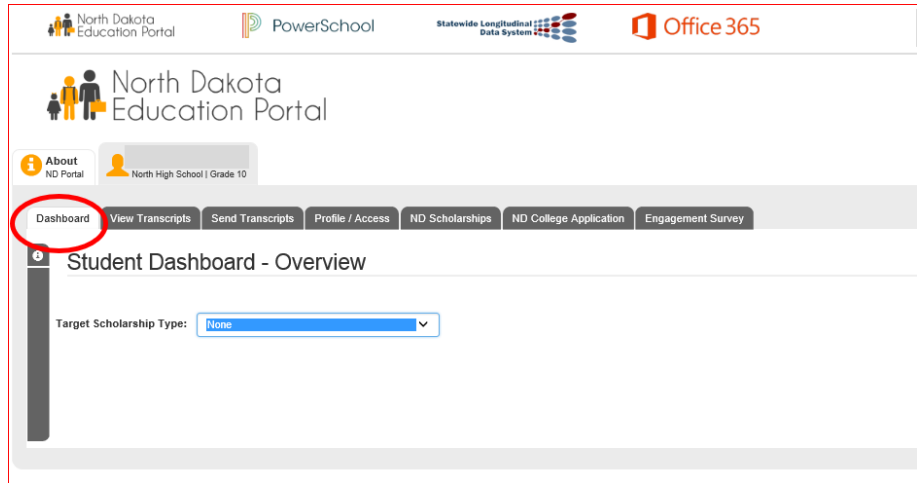 North Dakota
Education Portal
PowerSchool
Statewide Longitudinal
Data System
Office 365
North Dakota
Education Portal
About
ND Portal
North High School | Grade 10
Dashboard
View Transcripts
Send Transcripts
Profile / Access
ND Scholarships
ND College Application
Engagement Survey
Student Dashboard - Overview
Target Scholarship Type:
None